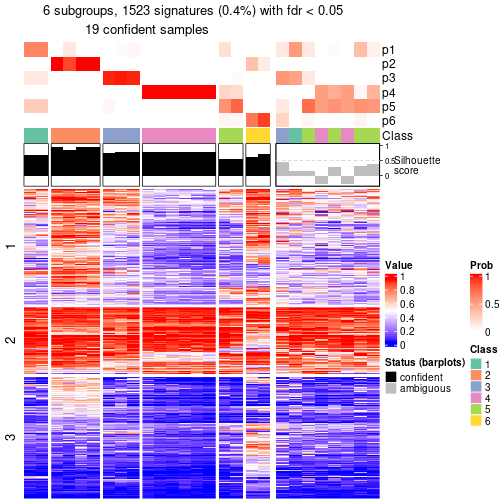 6 subgroups, 1523 signatures (0.4%) with fdr < 0.05
19 confident samples
p1
p2
p3
p4
p5
p6
Class
1
0.5
0
Silhouette
score
1
2
3
Value
1
0.8
0.6
0.4
0.2
0
Status (barplots)
confident
ambiguous
Prob
1
0.5
0
Class
1
2
3
4
5
6